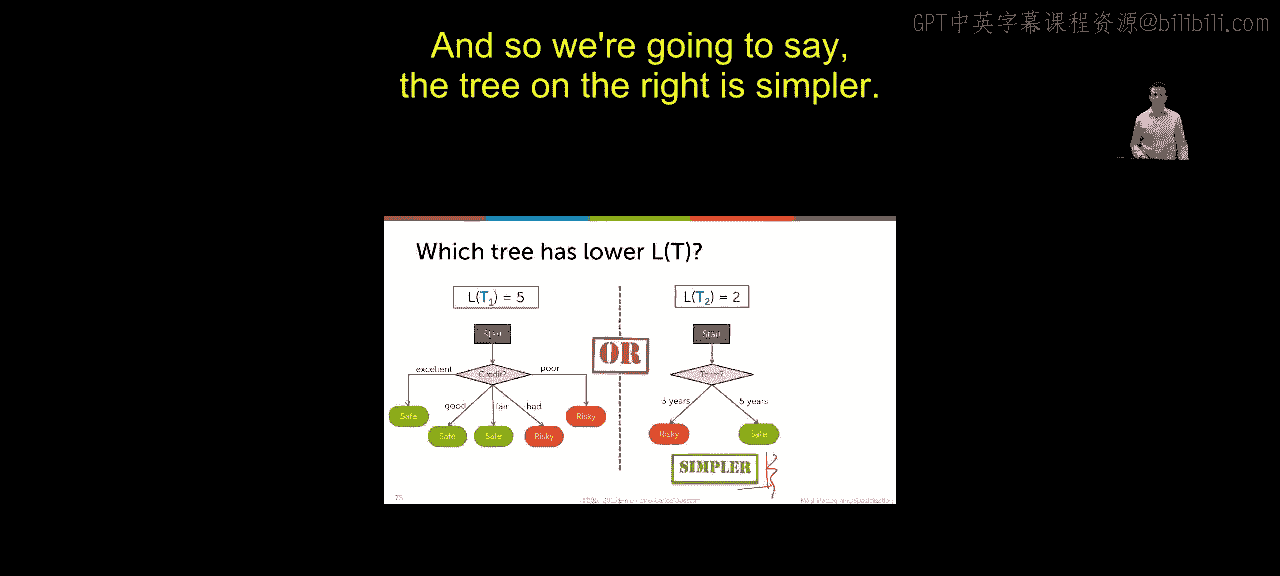 GPT中英字幕课程资源@bilibili.com
And so we're going to say,
the tree on the right is simpler.
Which tree has lower L(T)?
L(T1) = 5
L(T2) = 2
Start
Start
OR
excellent
Credit?
poor
good
fair
bad
Safe
Safe
Safe
Risky
Risky
Term?
3 years
5 years
Risky
Safe
SIMPLER